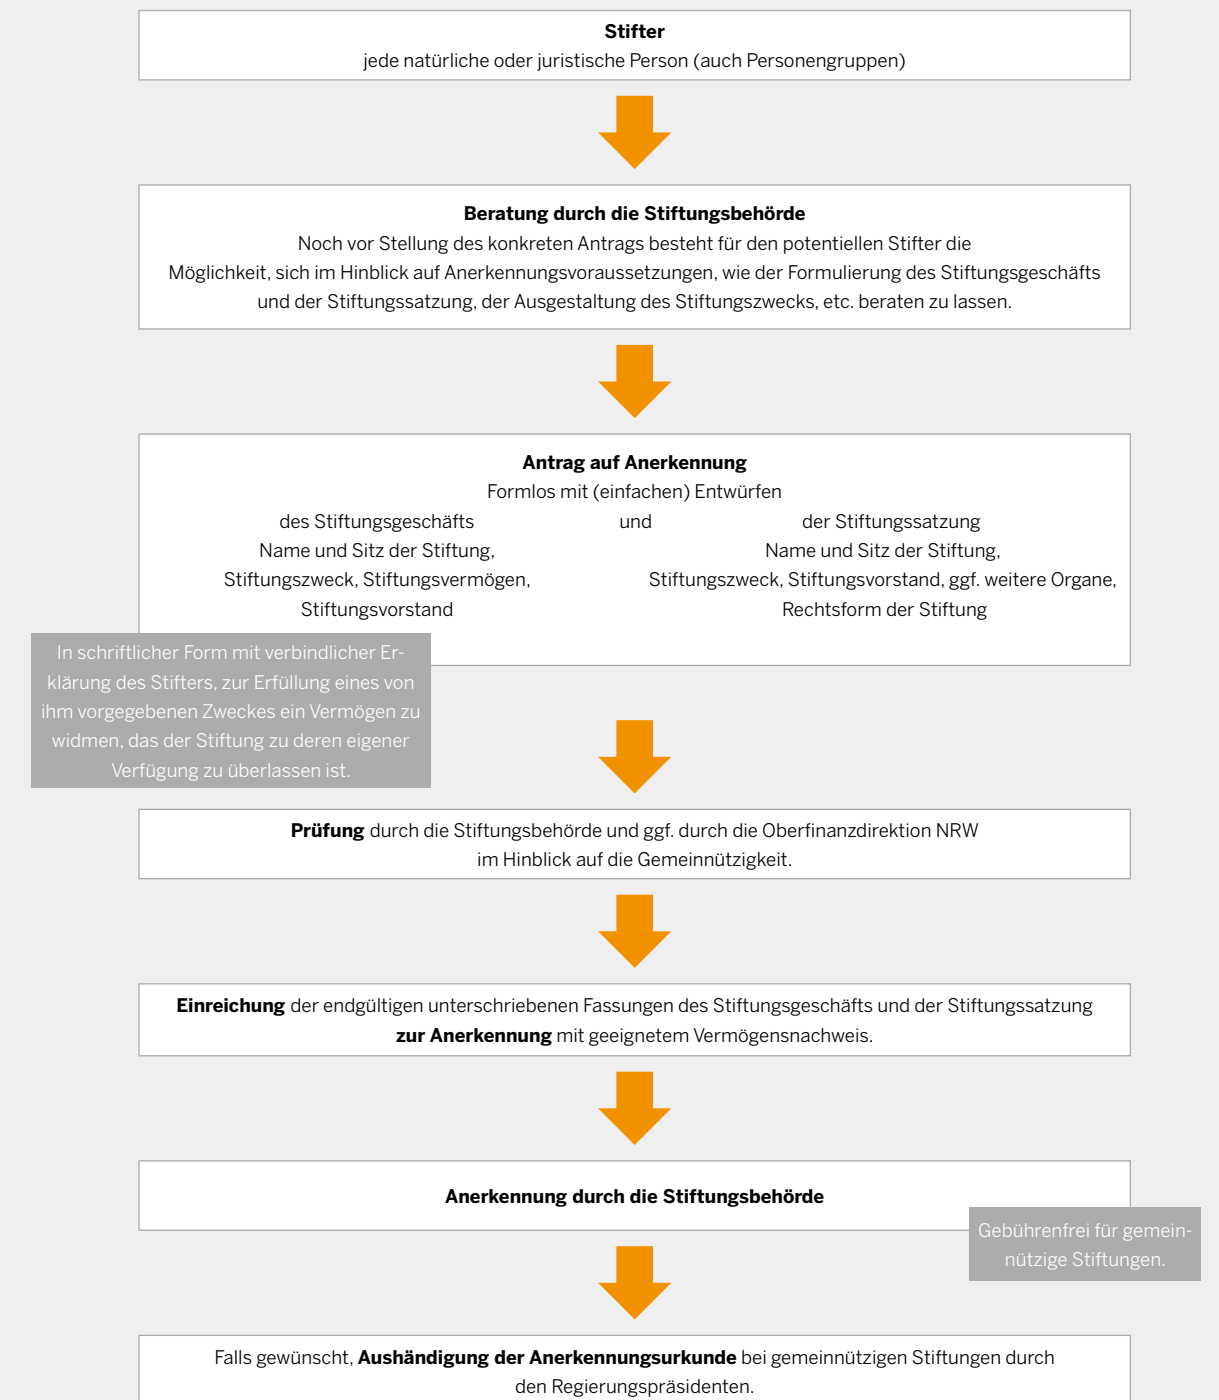 Stifter
jede natürliche oder juristische Person (auch Personengruppen)
Beratung durch die Stiftungsbehörde
Noch vor Stellung des konkreten Antrags besteht für den potentiellen Stifter die
Möglichkeit, sich im Hinblick auf Anerkennungsvoraussetzungen, wie der Formulierung des Stiftungsgeschäfts
und der Stiftungssatzung, der Ausgestaltung des Stiftungszwecks, etc. beraten zu lassen.
Antrag auf Anerkennung
Formlos mit (einfachen) Entwürfen
des Stiftungsgeschäfts und der Stiftungssatzung
Name und Sitz der Stiftung, Name und Sitz der Stiftung,
Stiftungszweck, Stiftungsvermögen, Stiftungszweck, Stiftungsvorstand, ggf. weitere Organe,
Stiftungsvorstand Rechtsform der Stiftung
In schriftlicher Form mit verbindlicher Er-
klärung des Stifters, zur Erfüllung eines von
ihm vorgegebenen Zweckes ein Vermögen zu
widmen, das der Stiftung zu deren eigener
Verfügung zu überlassen ist.
Prüfung durch die Stiftungsbehörde und ggf. durch die Oberfinanzdirektion NRW
im Hinblick auf die Gemeinnützigkeit.
Einreichung der endgültigen unterschriebenen Fassungen des Stiftungsgeschäfts und der Stiftungssatzung
zur Anerkennung mit geeignetem Vermögensnachweis.
Anerkennung durch die Stiftungsbehörde
Gebührenfrei für gemein-
nützige Stiftungen.
Falls gewünscht, Aushändigung der Anerkennungsurkunde bei gemeinnützigen Stiftungen durch
den Regierungspräsidenten.